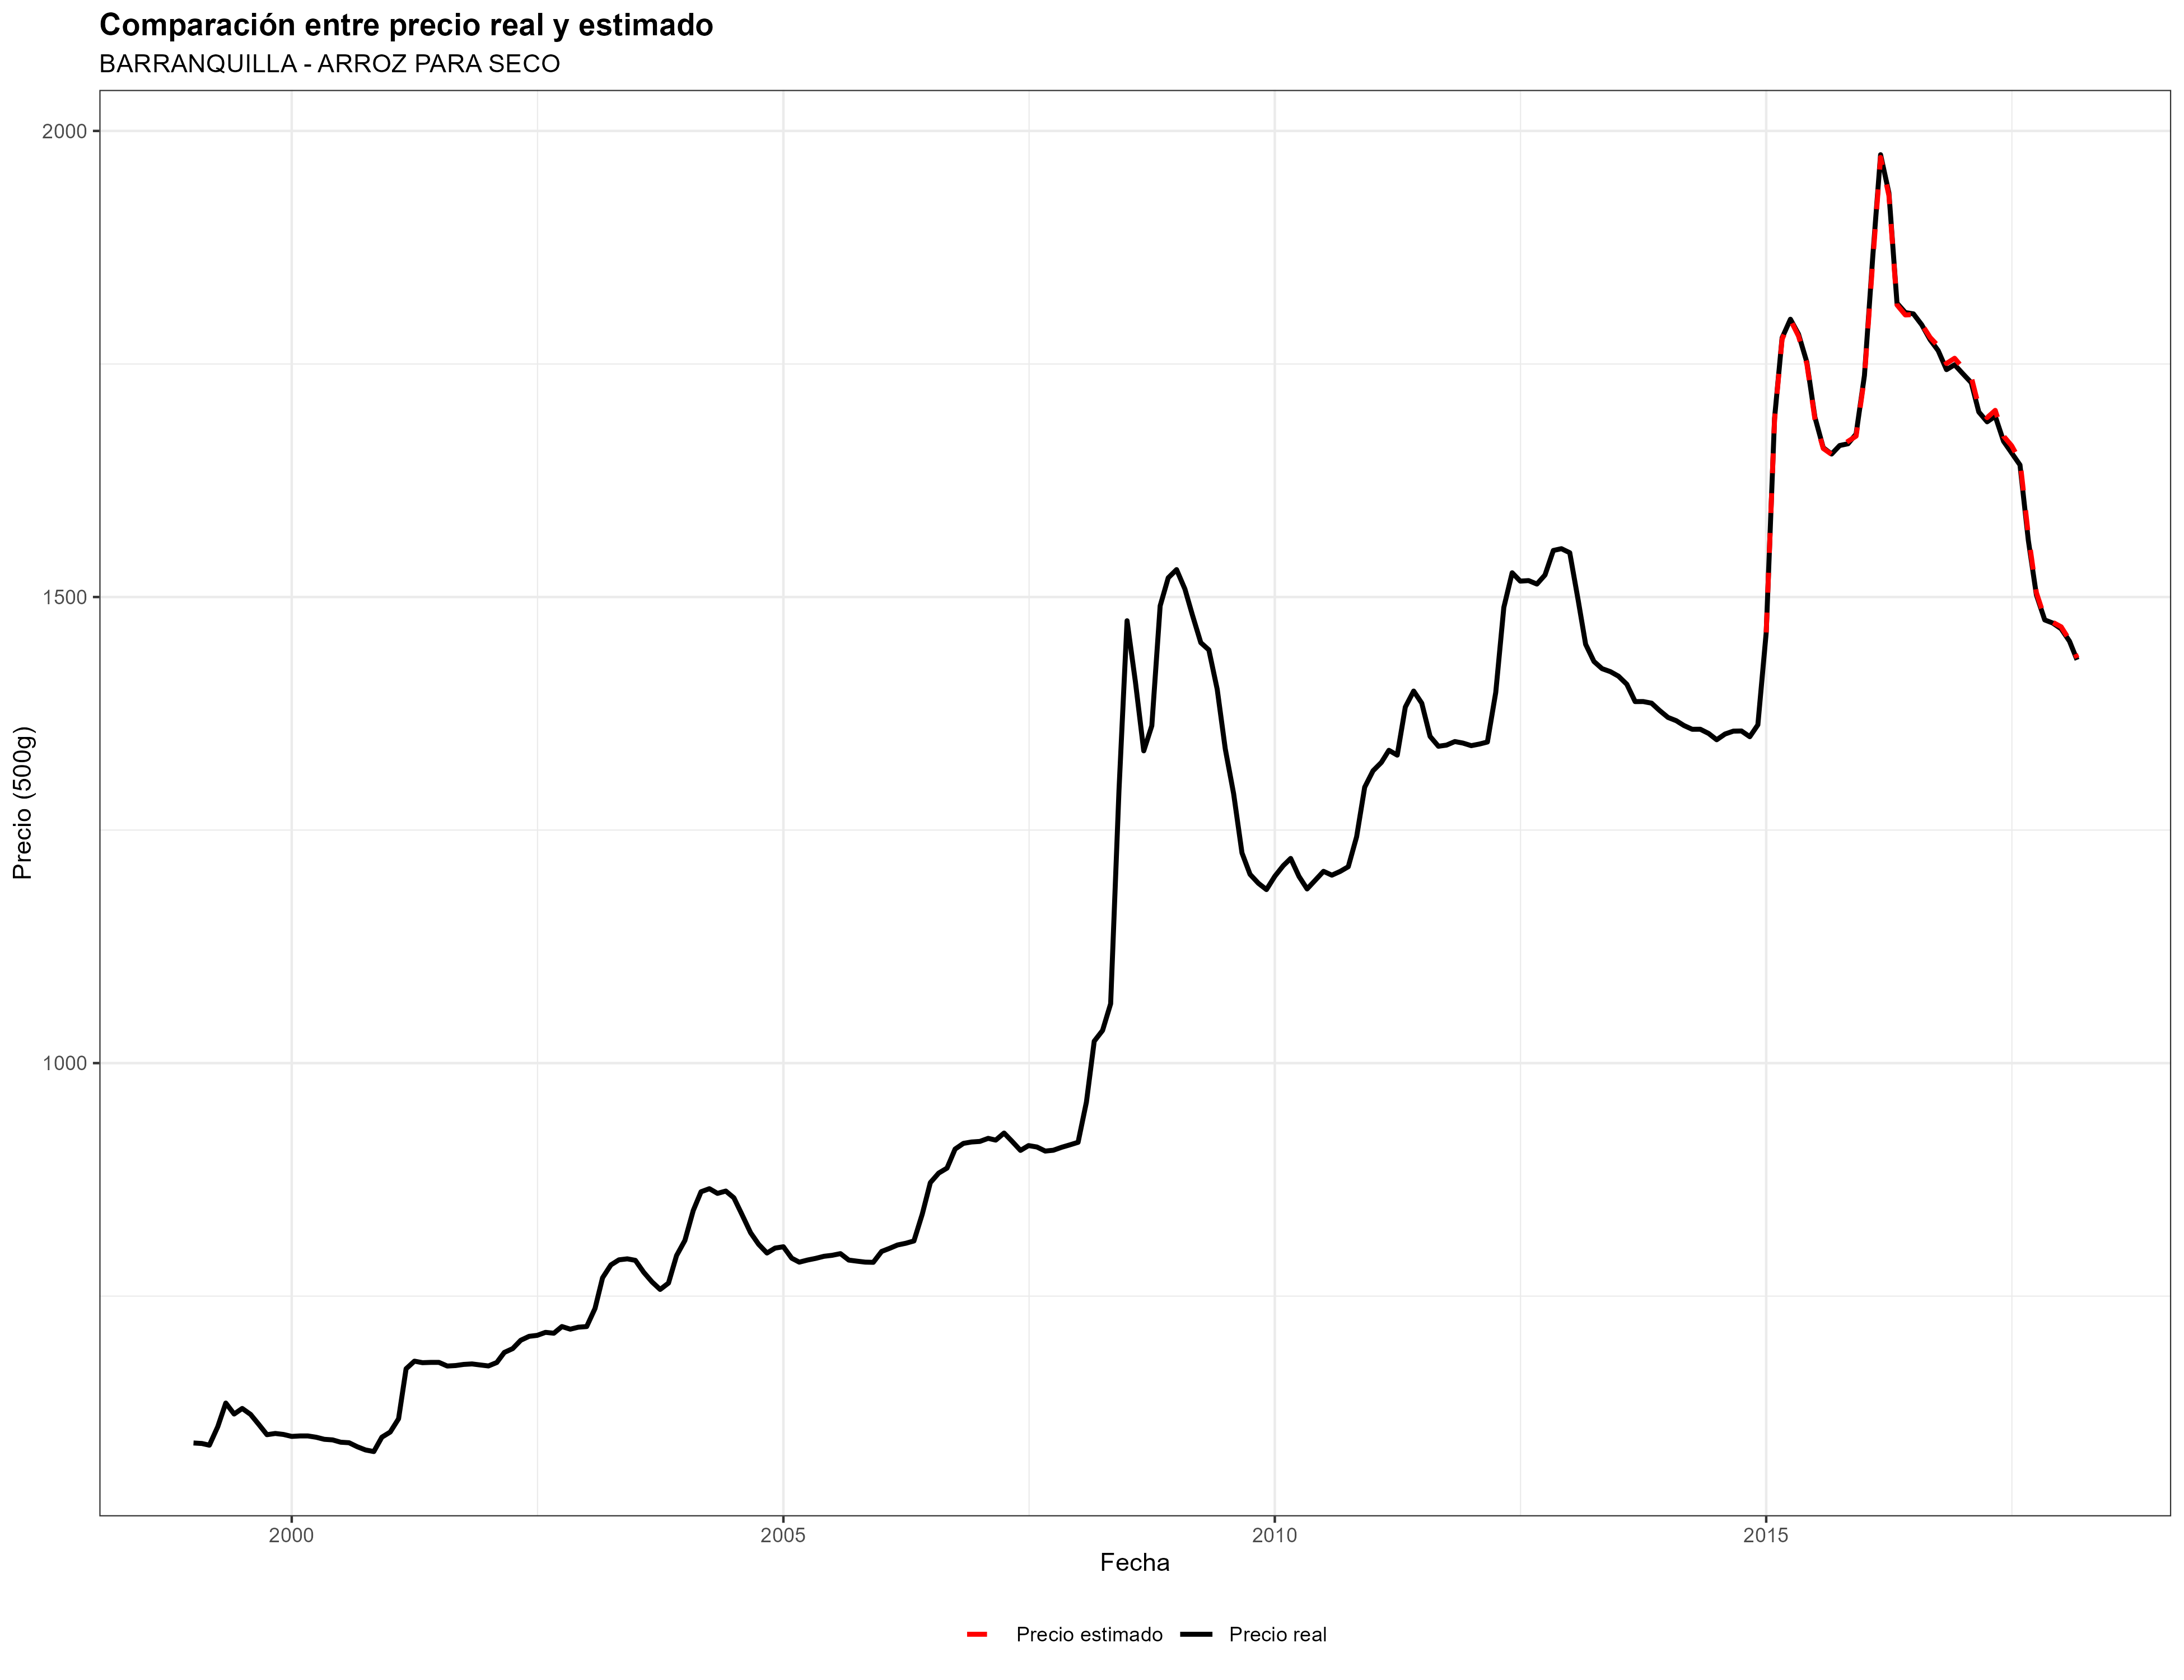 Comparación entre precio real y estimado
BARRANQUILLA - ARROZ PARA SECO
2000
1500
1000
Precio (500g)
2000 2005 2010 2015
Fecha
Precio estimado Precio real